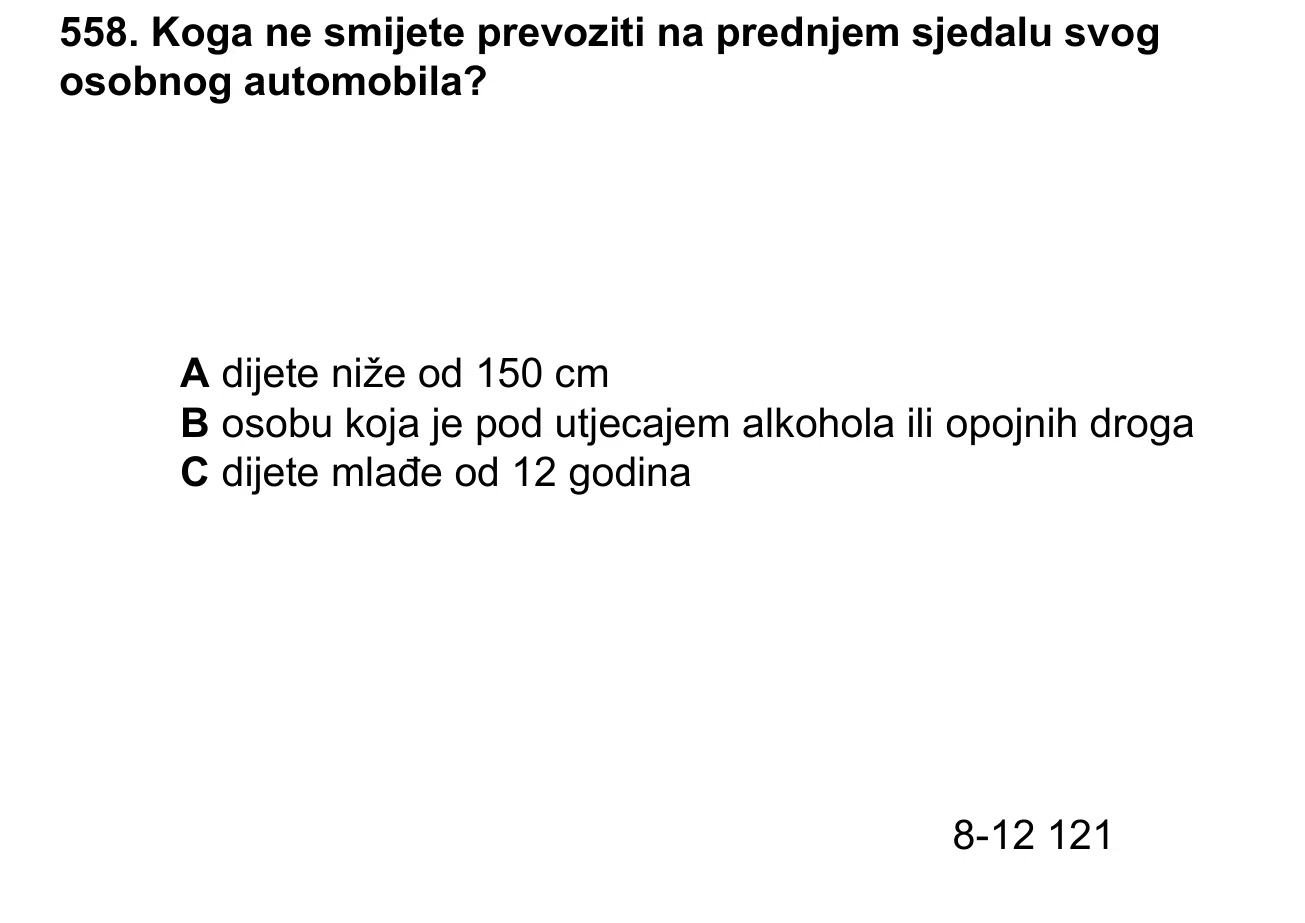 558. Koga ne smijete prevoziti na prednjem sjedalu svog
osobnog automobila?
A dijete niže od 150 cm
B osobu koja je pod utjecajem alkohola ili opojnih droga
C dijete mlađe od 12 godina
8-12 121